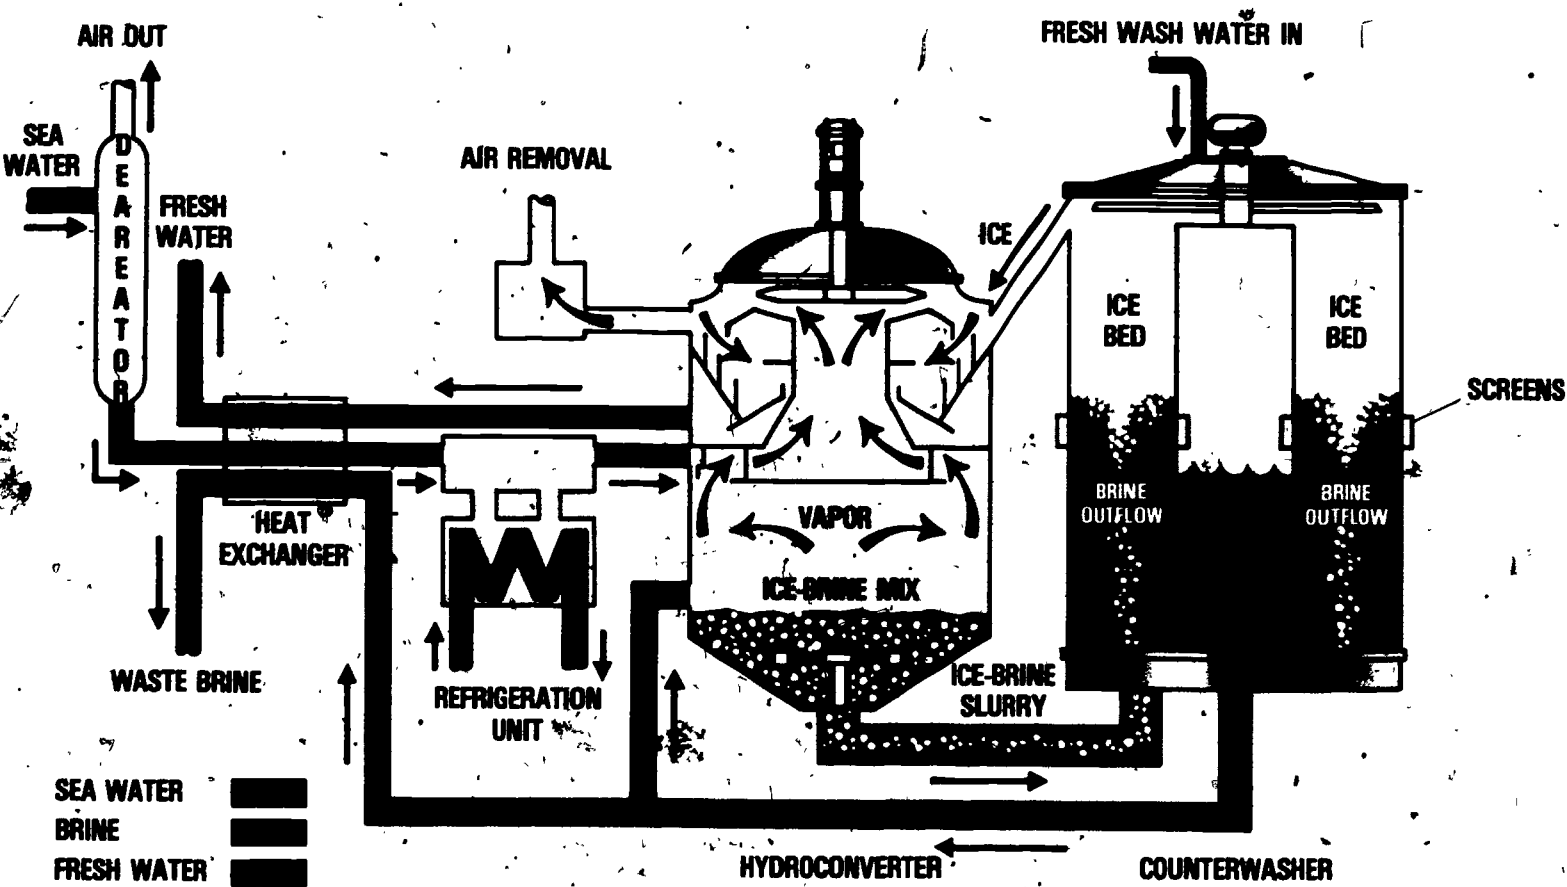 AIR OUT
FRESH WASH WATER IN
SEA
WATER
DEAREATOR
AIR REMOVAL
FRESH
WATER
ICE
ICE
BED
ICE
BED
SCREENS
BRINE
OUTFLOW
BRINE
OUTFLOW
VAPOR
HEAT
EXCHANGER
ICE-BRINE MIX
WASTE BRINE
REFRIGERATION
UNIT
ICE-BRINE
SLURRY
SEA WATER
BRINE
FRESH WATER
HYDROCONVERTER
COUNTERWASHER